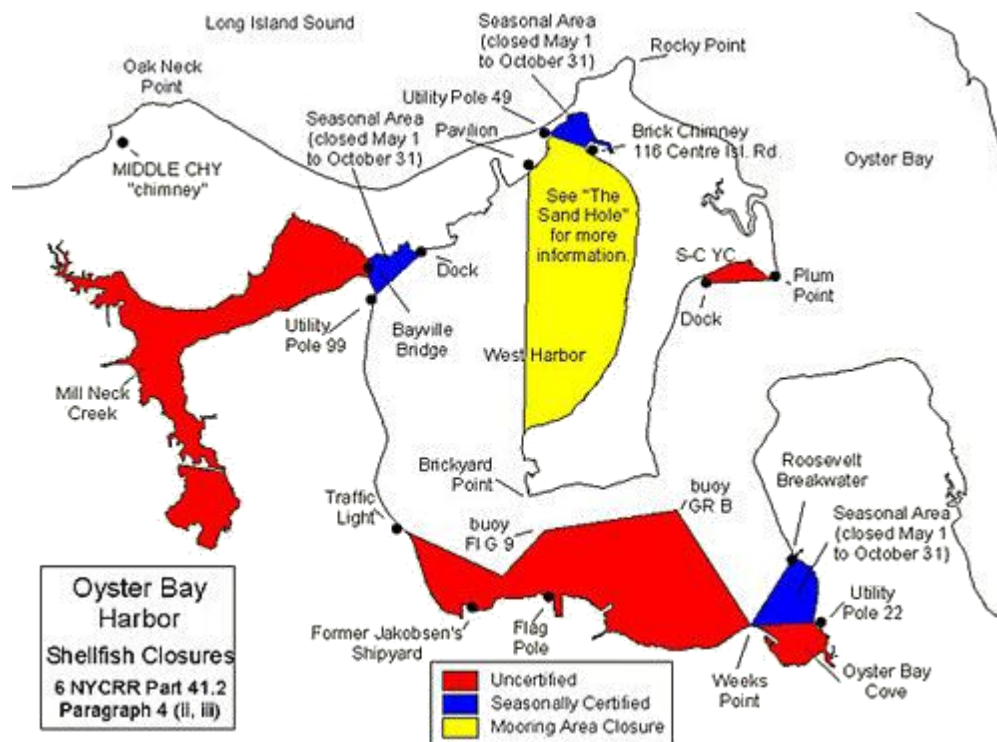 Long Island Sound
Seasonal Area
(closed May 1
to October 31)
Rocky Point
Oak Neck
Point
Utility Pole 49
Seasonal Area
(closed May 1
to October 31)
Pavilion
Brick Chimney
116 Centre Isl. Rd.
Oyster Bay
MIDDLE CHY
"chimney"
See "The
Sand Hole"
for more
information.
Dock
S-C YC
Plum
Point
Dock
Utility
Pole 99
Bayville
Bridge
West Harbor
Mill Neck
Creek
Brickyard
Point
Roosevelt
Breakwater
buoy
GR B
Traffic
Light
buoy
Fl G 9
Seasonal Area
(closed May 1
to October 31)
Utility
Pole 22
Former Jakobsen's
Shipyard
Flag
Pole
Weeks
Point
Oyster Bay
Cove
Oyster Bay
Harbor
Shellfish Closures
6 NYCRR Part 41.2
Paragraph 4 (ii, iii)
Uncertified
Seasonally Certified
Mooring Area Closure